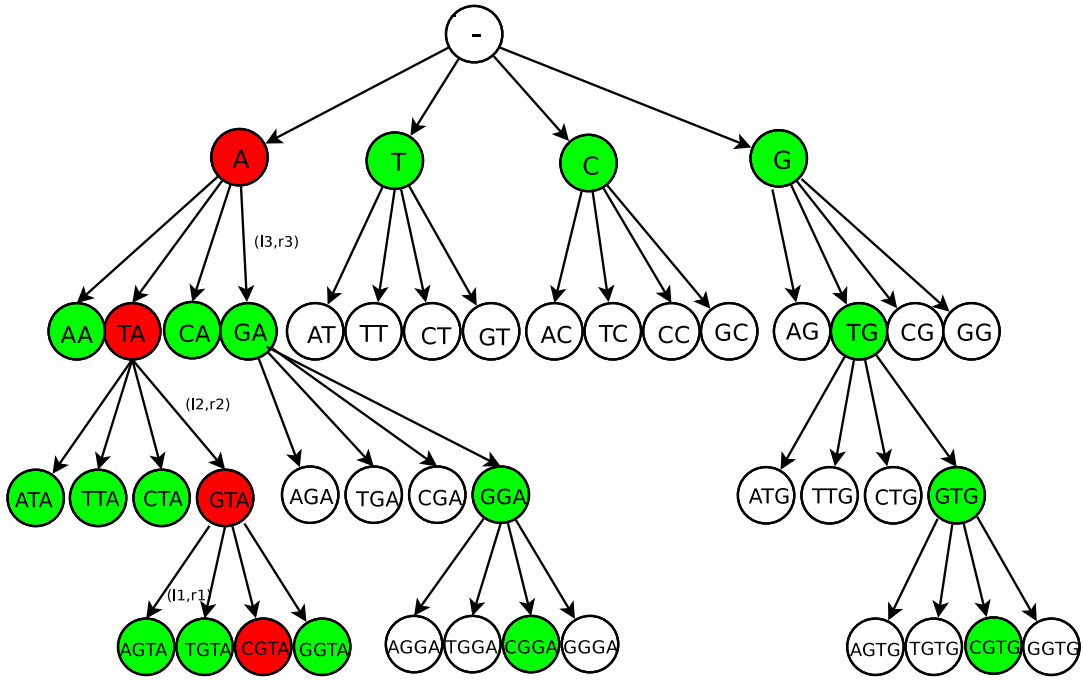 -
A T C G
(l3,r3)
AA TA CA GA AT TT CT GT AC TC CC GC AG TG CG GG
(l2,r2)
ATA TTA CTA GTA AGA TGA CGA GGA ATG TTG CTG GTG
(l1,r1)
AGTA TGTA CGTA GGTA AGGA TGGA CGGA GGGA AGTG TGTG CGTG GGTG